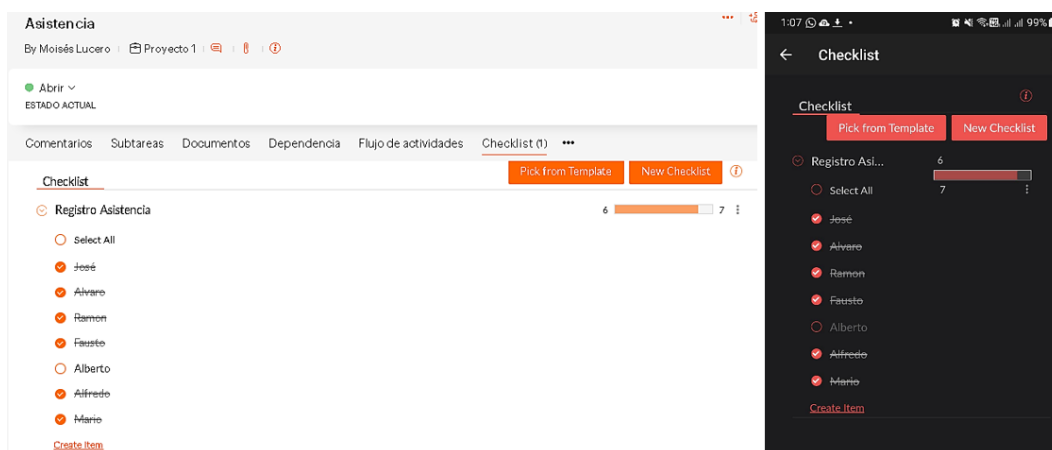 Asistencia
By Moisés Lucero Proyecto 1
Abrir
ESTADO ACTUAL
Comentarios Subtareas Documentos Dependencia Flujo de actividades Checklist (1) •••
Checklist Pick from Template New Checklist
Registro Asistencia 6 7
Select All
José
Alvaro
Ramon
Fausto
Alberto
Alfredo
Mario
Create Item
1:07 99%
Checklist
Checklist
Pick from Template New Checklist
Registro Asi... 6
Select All 7
José
Alvaro
Ramon
Fausto
Alberto
Alfredo
Mario
Create Item